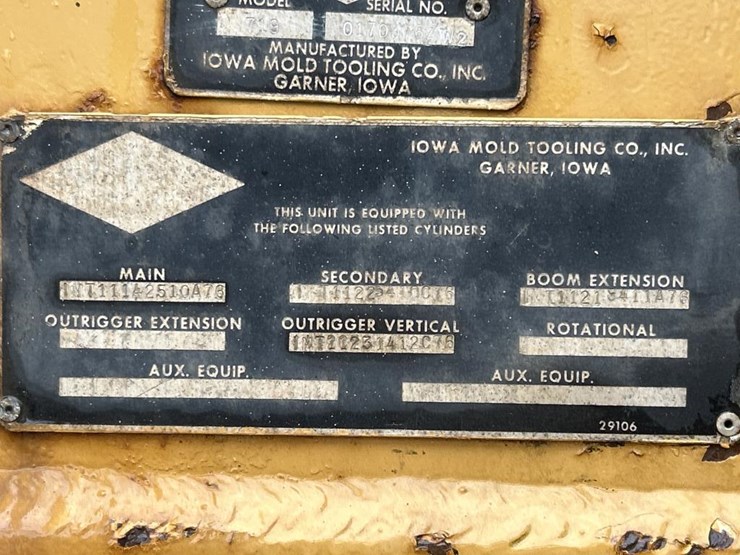 MODEL SERIAL NO.
MANUFACTURED BY
IOWA MOLD TOOLING CO., INC.
GARNER, IOWA
IOWA MOLD TOOLING CO., INC.
GARNER, IOWA
THIS UNIT IS EQUIPPED WITH
THE FOLLOWING LISTED CYLINDERS
MAIN SECONDARY BOOM EXTENSION
OUTRIGGER EXTENSION OUTRIGGER VERTICAL ROTATIONAL
AUX. EQUIP. AUX. EQUIP.
29106